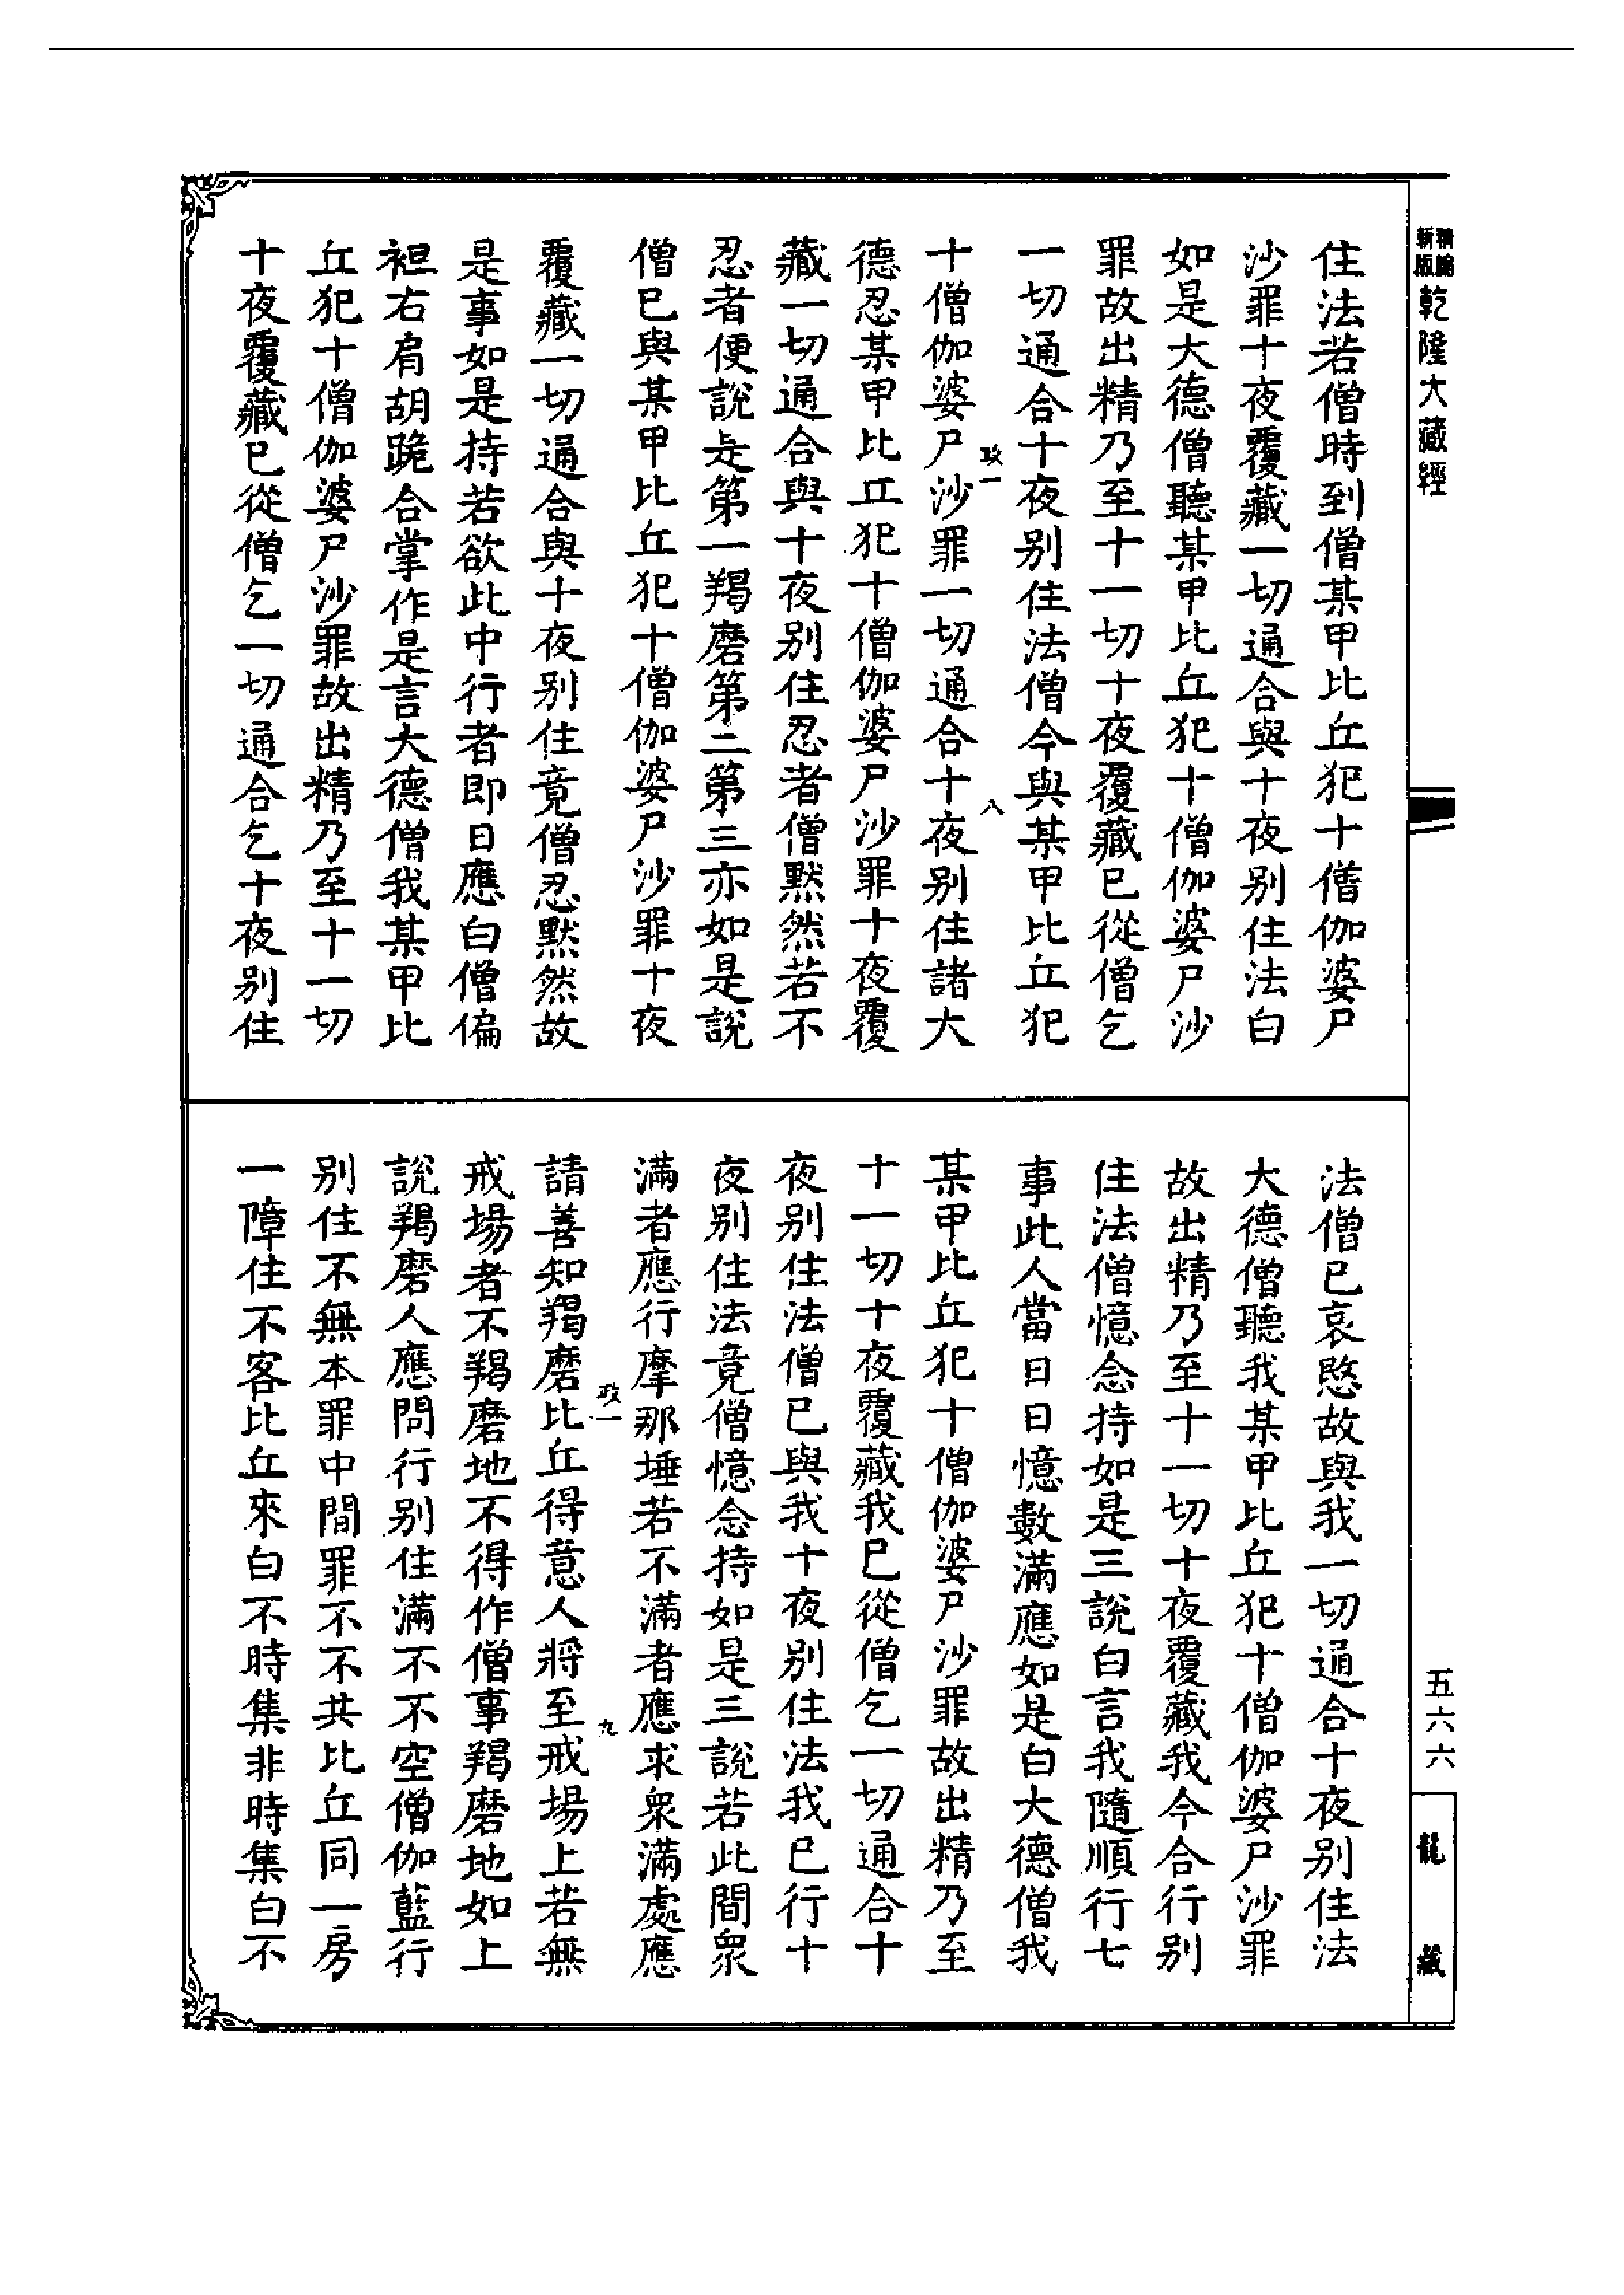 精編
新版
乾隆大藏經
五六六
龍藏
住法若僧時到僧某甲比丘犯十僧伽婆尸
沙罪十夜覆藏一切通合與十夜別住法白
如是大德僧聽某甲比丘犯十僧伽婆尸沙
罪故出精乃至十一切十夜覆藏已從僧乞
一切通合十夜別住法僧今與某甲比丘犯
政一
八
十僧伽婆尸沙罪一切通合十夜別住諸大
德忍某甲比丘犯十僧伽婆尸沙罪十夜覆
藏一切通合與十夜別住忍者僧默然若不
忍者便說是第一羯磨第二第三亦如是說
僧已與某甲比丘犯十僧伽婆尸沙罪十夜
覆藏一切通合與十夜別住竟僧忍默然故
是事如是持若欲此中行者即日應白僧偏
袒右肩胡跪合掌作是言大德僧我某甲比
丘犯十僧伽婆尸沙罪故出精乃至十一切
十夜覆藏已從僧乞一切通合乞十夜別住
法僧已哀愍故與我一切通合十夜別住法
大德僧聽我某甲比丘犯十僧伽婆尸沙罪
故出精乃至十一切十夜覆藏我今合行別
住法僧憶念持如是三說白言我隨順行七
事此人當日日憶數滿應如是白大德僧我
某甲比丘犯十僧伽婆尸沙罪故出精乃至
十一切十夜覆藏我已從僧乞一切通合十
夜別住法僧已與我十夜別住法我已行十
夜別住法竟僧憶念持如是三說若此間眾
滿者應行摩那埵若不滿者應求眾滿處應
政一
九
請善知羯磨比丘得意人將至戒場上若無
戒場者不羯磨地不得作僧事羯磨地如上
說羯磨人應問行別住滿不不空僧伽藍行
別住不無本罪中間罪不不共比丘同一房
一障住不客比丘來白不時集非時集白不